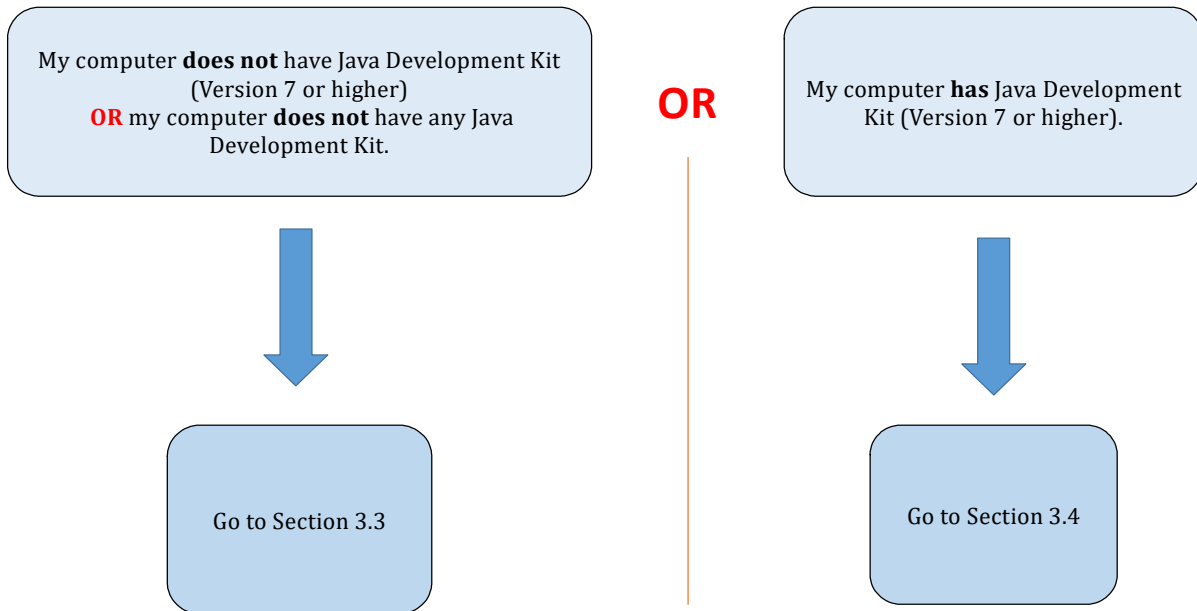 My computer does not have Java Development Kit
(Version 7 or higher)
OR my computer does not have any Java
Development Kit.
Go to Section 3.3
OR
My computer has Java Development
Kit (Version 7 or higher).
Go to Section 3.4